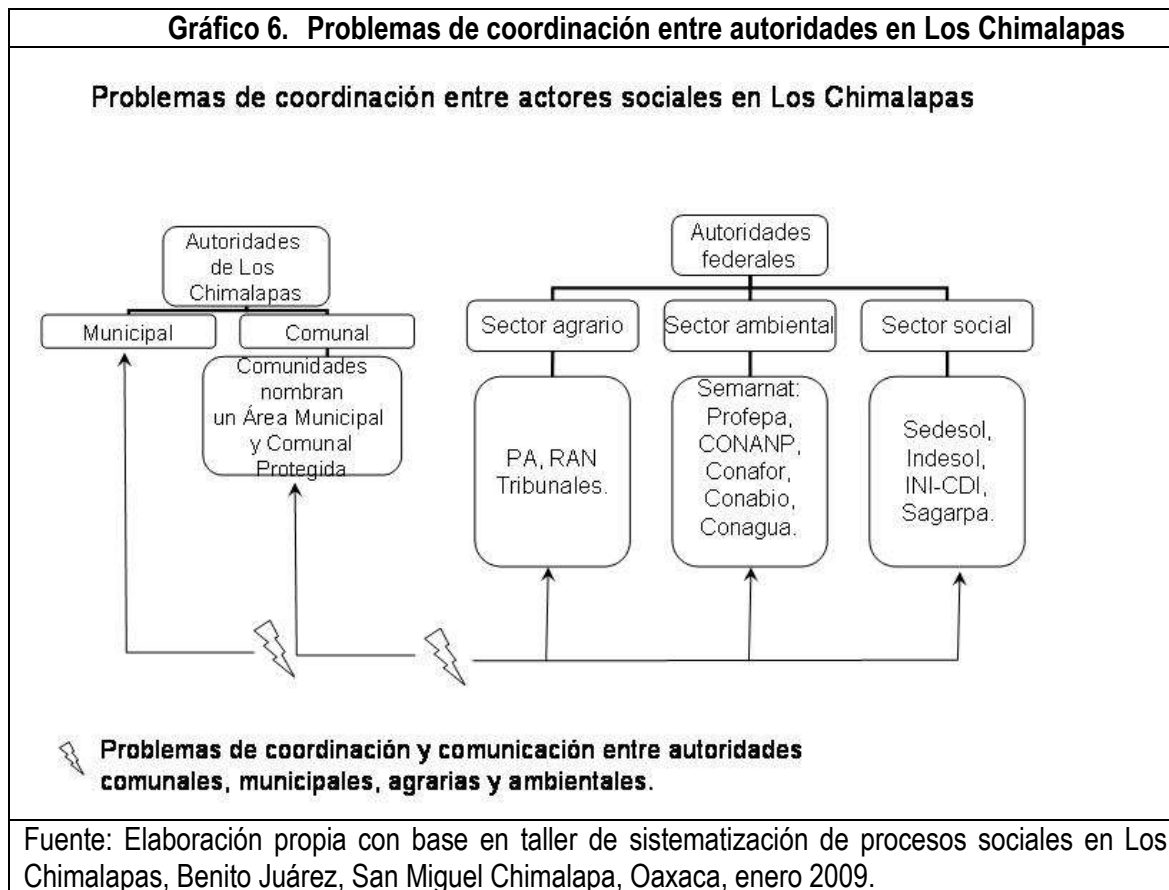 Gráfico 6. Problemas de coordinación entre autoridades en Los Chimalapas
Problemas de coordinación entre actores sociales en Los Chimalapas
Autoridades
de Los
Chimalapas
Municipal
Comunal
Comunidades
nombran
un Área Municipal
y Comunal
Protegida
Autoridades
federales
Sector agrario
Sector ambiental
Sector social
PA, RAN
Tribunales.
Semarnat:
Profepa,
CONANP,
Conafor,
Conabio,
Conagua.
Sedesol,
Indesol,
INI-CDI,
Sagarpa.
Problemas de coordinación y comunicación entre autoridades
comunales, municipales, agrarias y ambientales.
Fuente: Elaboración propia con base en taller de sistematización de procesos sociales en Los
Chimalapas, Benito Juárez, San Miguel Chimalapa, Oaxaca, enero 2009.